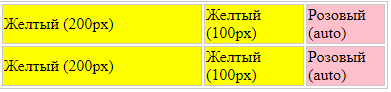 Желтый (200px)
Желтый
(100px)
Розовый
(auto)
Желтый (200px)
Желтый
(100px)
Розовый
(auto)